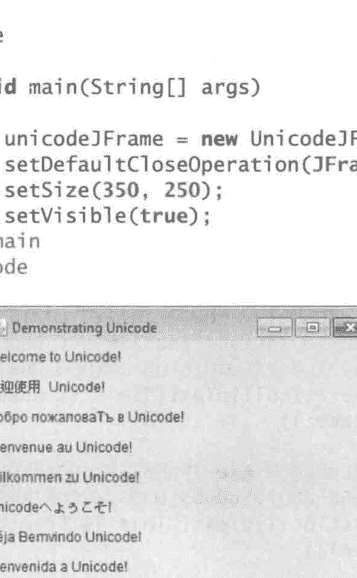 e
id main(String[] args)
unicodeJFrame = new UnicodeJF
setDefaultCloseOperation(JFra
setSize(350, 250);
setVisible(true);
main
ode
Demonstrating Unicode
elcome to Unicode!
迎使用 Unicode!
обро пожаловаТЬ в Unicode!
envenue au Unicode!
ilkommen zu Unicode!
nicodeへようこそ!
éja Bemvindo Unicode!
envenida a Unicode!